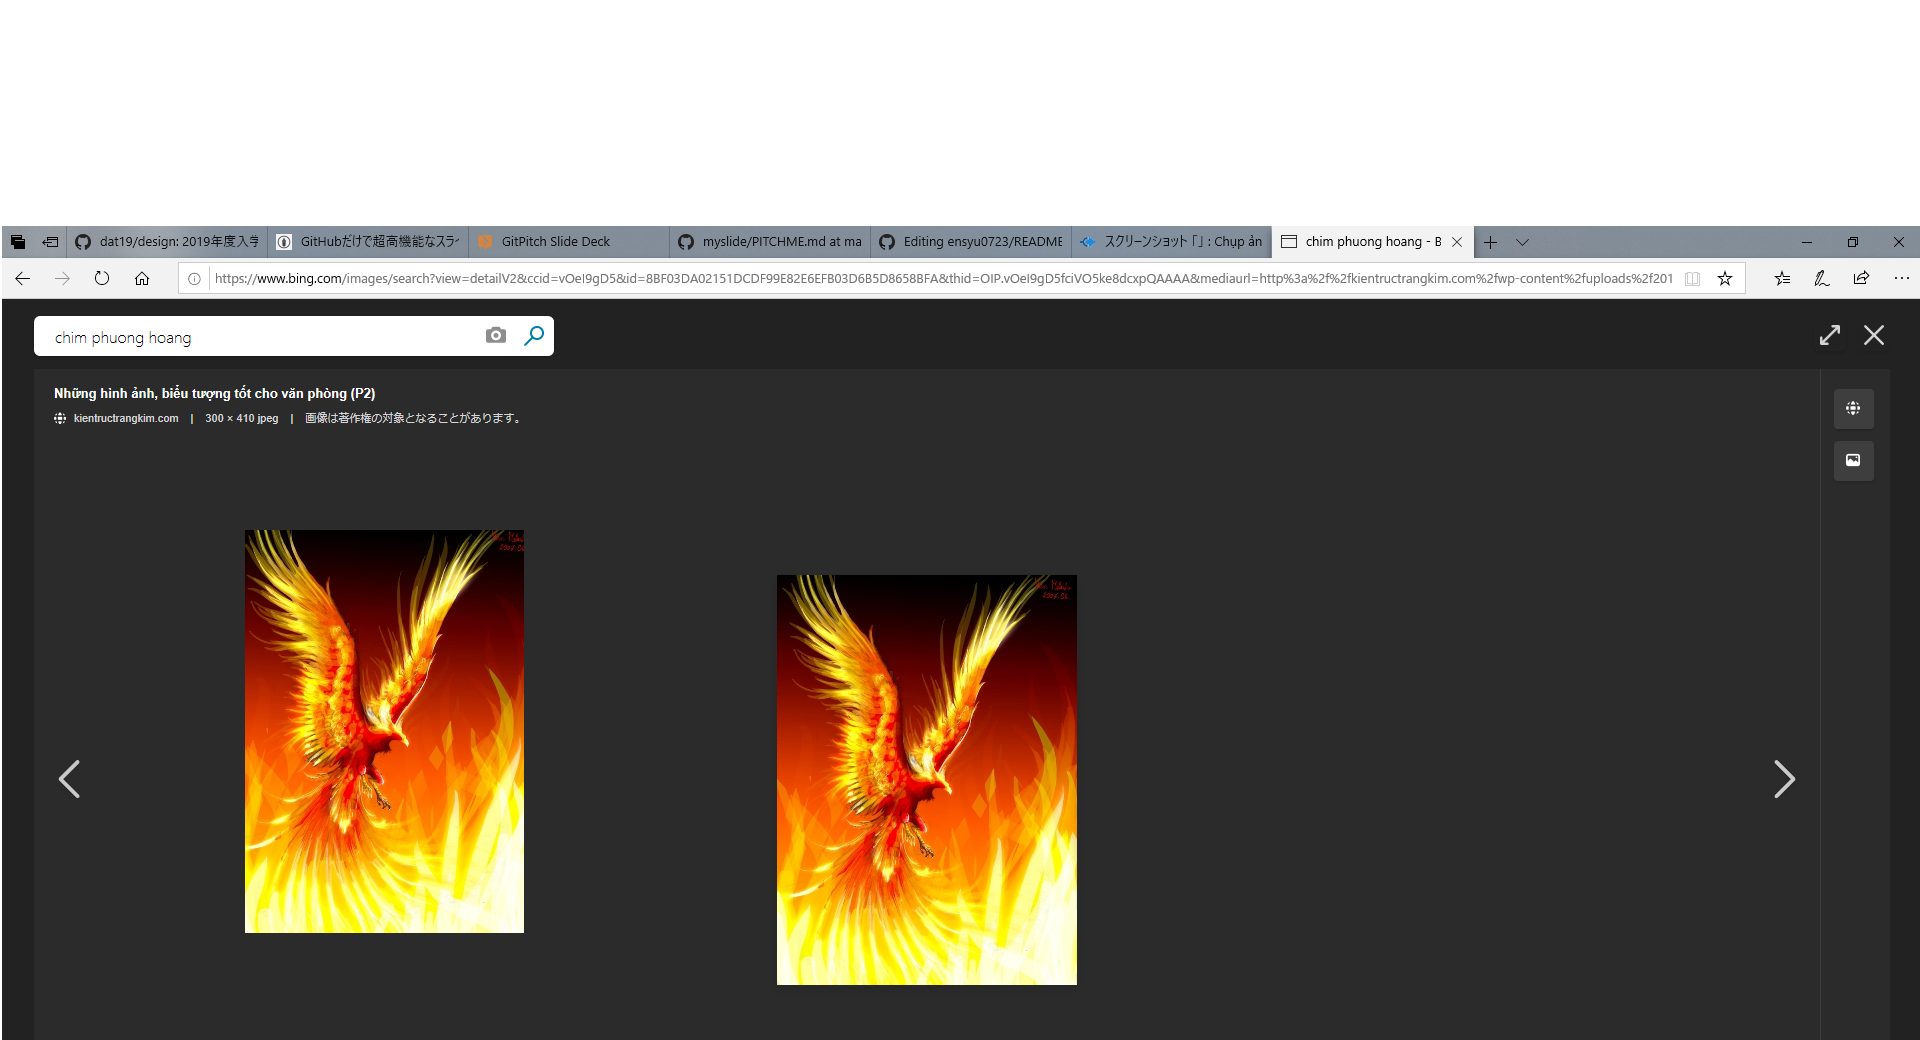 dat19/design: 2019年度入学
GitHubだけで超高機能なスライ
GitPitch Slide Deck
myslide/PITCHME.md at ma
Editing ensyu0723/README
スクリーンショット「」: Chụp ản
chim phuong hoang - B
https://www.bing.com/images/search?view=detailV2&ccid=vOeI9gD5&id=8BF03DA02151DCDF99E82E6EFB03D6B5D8658BFA&thid=OIP.vOeI9gD5fciVO5ke8dcxpQAAAA&mediaurl=http%3a%2f%2fkientructrangkim.com%2fwp-content%2fuploads%2f201
chim phuong hoang
Những hình ảnh, biểu tượng tốt cho văn phòng (P2)
kientructrangkim.com | 300 × 410 jpeg | 画像は著作権の対象となることがあります。